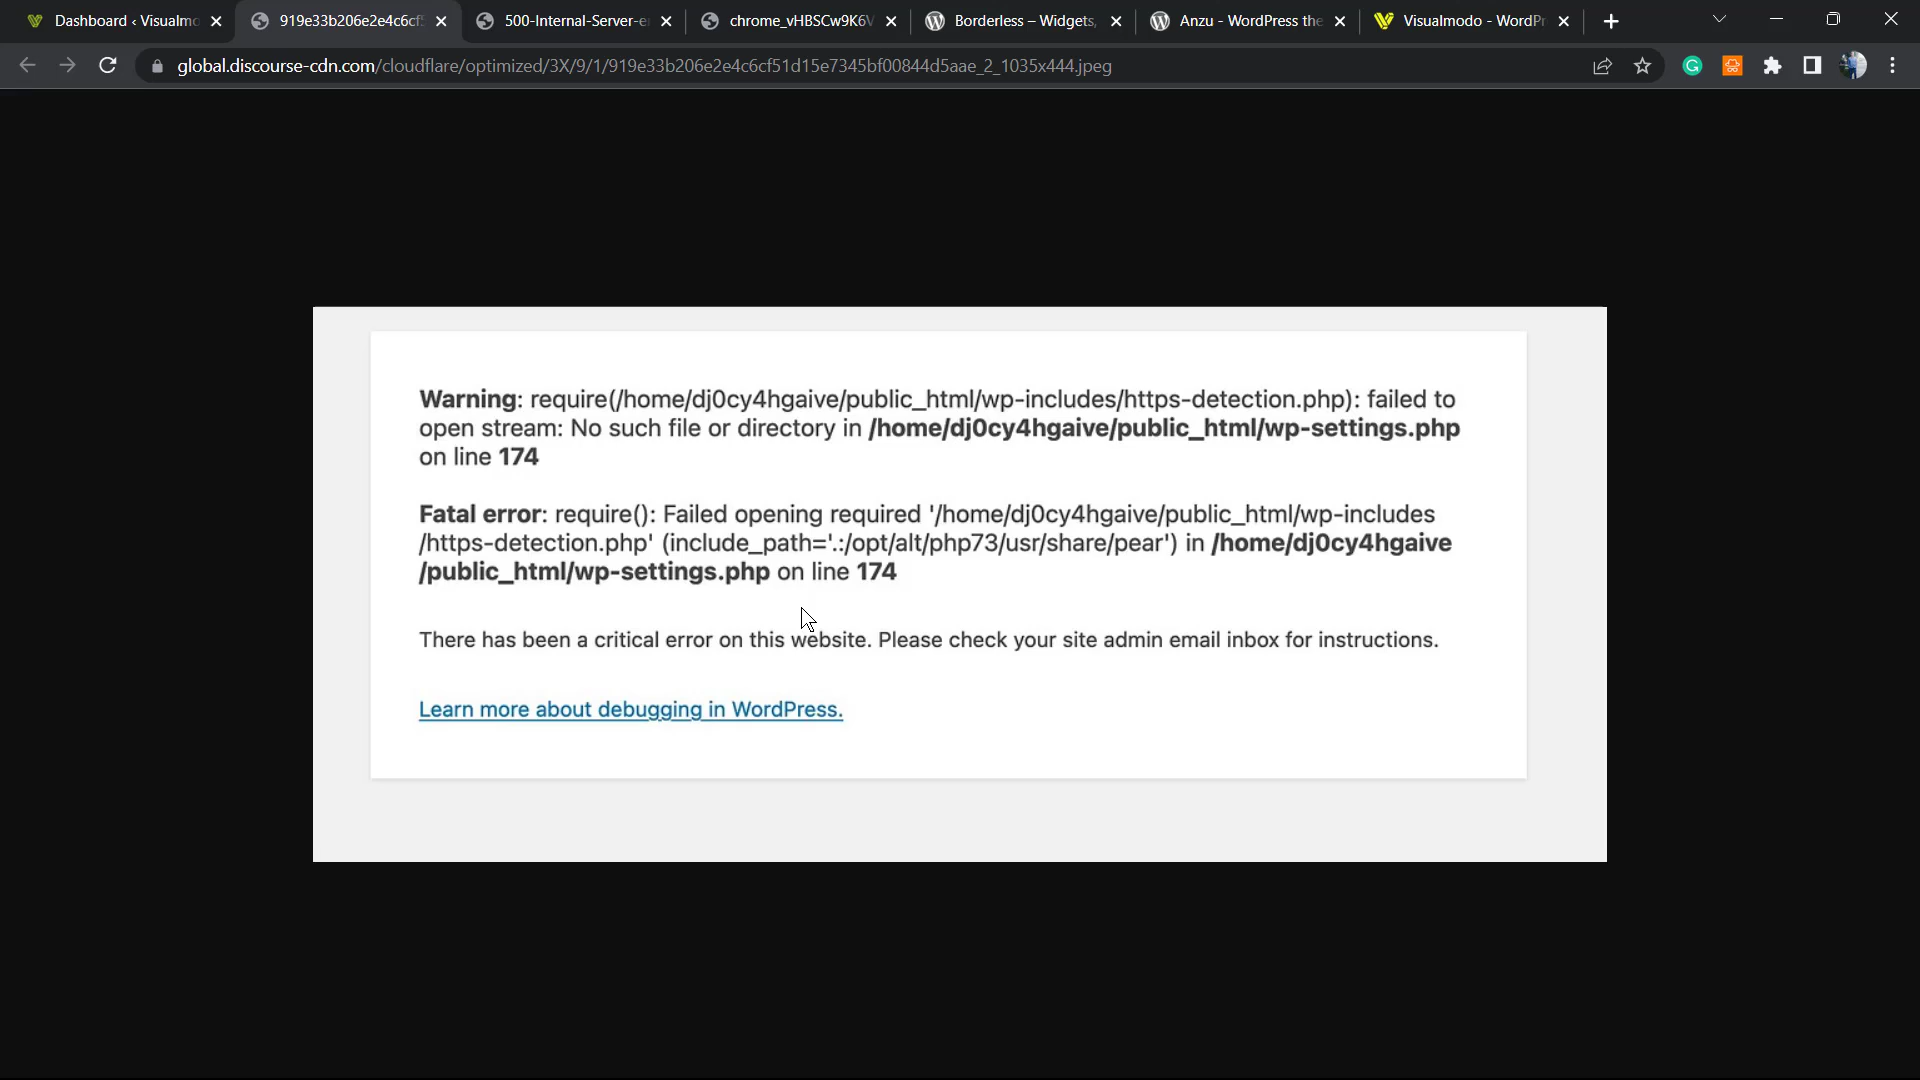 Dashboard ‹ Visualmo
919e33b206e2e4c6cf5
500-Internal-Server-e
chrome_vHBSCw9K6V
Borderless – Widgets,
Anzu - WordPress the
Visualmodo - WordPr
global.discourse-cdn.com/cloudflare/optimized/3X/9/1/919e33b206e2e4c6cf51d15e7345bf00844d5aae_2_1035x444.jpeg
Warning: require(/home/dj0cy4hgaive/public_html/wp-includes/https-detection.php): failed to
open stream: No such file or directory in /home/dj0cy4hgaive/public_html/wp-settings.php
on line 174
Fatal error: require(): Failed opening required '/home/dj0cy4hgaive/public_html/wp-includes
/https-detection.php' (include_path='.:/opt/alt/php73/usr/share/pear') in /home/dj0cy4hgaive
/public_html/wp-settings.php on line 174
There has been a critical error on this website. Please check your site admin email inbox for instructions.
Learn more about debugging in WordPress.